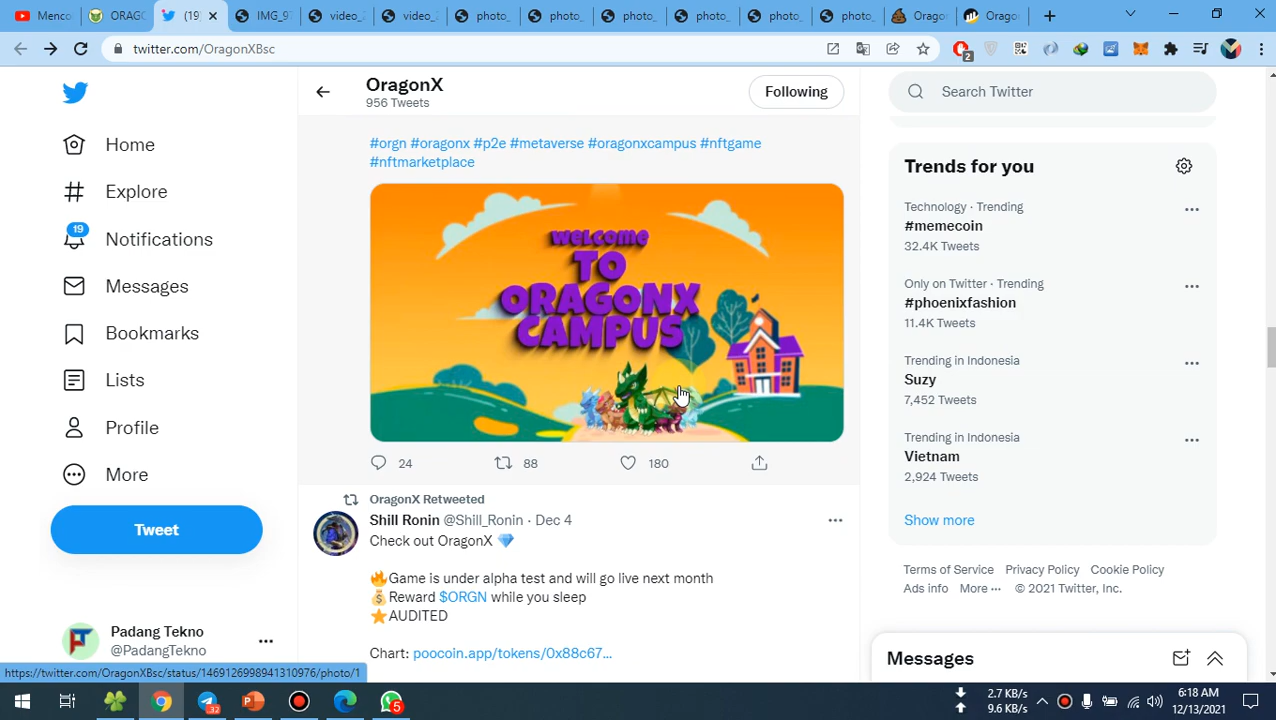 Menco
ORAGO
(19)
IMG_97
video_
video_
photo_
photo_
photo_
photo_
photo_
photo_
Oragon
Orago
twitter.com/OragonXBsc
2
OragonX
956 Tweets
Following
Search Twitter
Home
Explore
19
Notifications
Messages
Bookmarks
Lists
Profile
More
Tweet
Padang Tekno
@PadangTekno
#orgn #oragonx #p2e #metaverse #oragonxcampus #nftgame
#nftmarketplace
welcome
TO
ORAGONX
CAMPUS
24
88
180
OragonX Retweeted
Shill Ronin @Shill_Ronin · Dec 4
Check out OragonX 💎
🔥Game is under alpha test and will go live next month
💰Reward $ORGN while you sleep
⭐AUDITED
Chart: poocoin.app/tokens/0x88c67...
Trends for you
Technology · Trending
#memecoin
32.4K Tweets
Only on Twitter · Trending
#phoenixfashion
11.4K Tweets
Trending in Indonesia
Suzy
7,452 Tweets
Trending in Indonesia
Vietnam
2,924 Tweets
Show more
Terms of Service Privacy Policy Cookie Policy
Ads info More ··· © 2021 Twitter, Inc.
Messages
https://twitter.com/OragonXBsc/status/1469126998941310976/photo/1
32
5
2.7 KB/s
9.6 KB/s
6:18 AM
12/13/2021